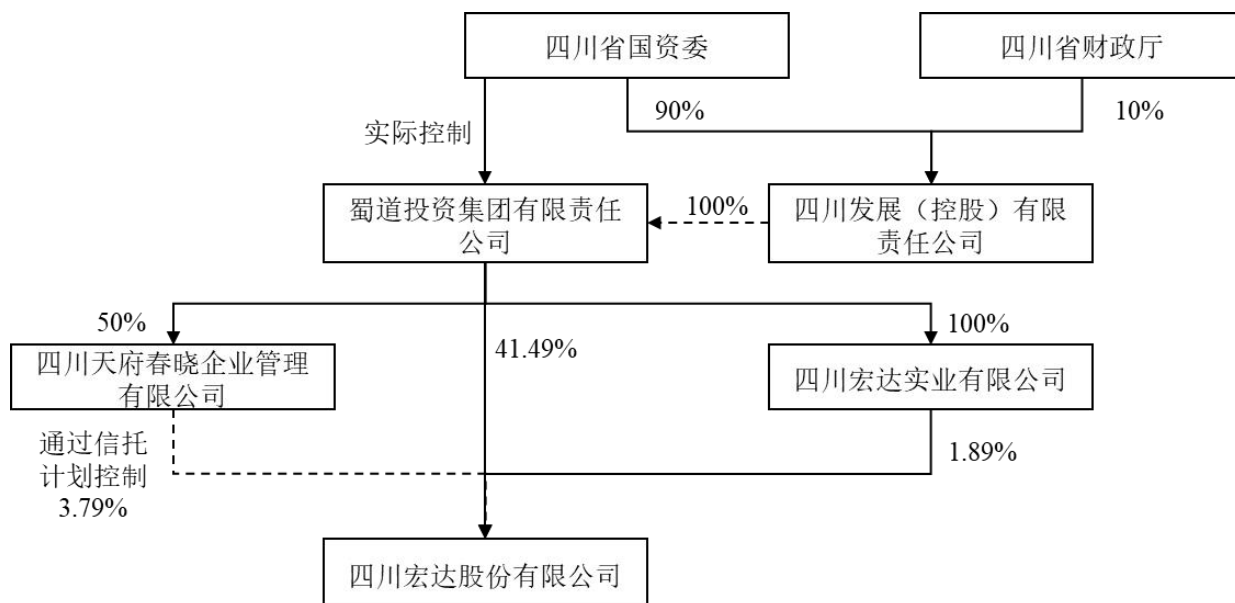 四川省国资委
四川省财政厅
90%
10%
实际控制
蜀道投资集团有限责任
公司
100%
四川发展（控股）有限
责任公司
50%
41.49%
100%
四川天府春晓企业管理
有限公司
四川宏达实业有限公司
通过信托
计划控制
3.79%
1.89%
四川宏达股份有限公司